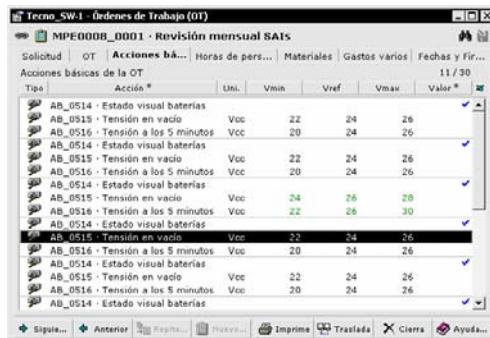 Tecno_SW-1 - Órdenes de Trabajo (OT)
MPE0008_0001 · Revisión mensual SAIs
Solicitud OT Acciones bá... Horas de pers... Materiales Gastos varios Fechas y Fir...
Acciones básicas de la OT 11 / 30
Tipo Acción * Uni. Vmin Vref Vmax Valor *
AB_0514 · Estado visual baterías
AB_0515 · Tensión en vacío Vcc 22 24 26
AB_0516 · Tensión a los 5 minutos Vcc 20 24 26
AB_0514 · Estado visual baterías
AB_0515 · Tensión en vacío Vcc 22 24 26
AB_0516 · Tensión a los 5 minutos Vcc 20 24 26
AB_0514 · Estado visual baterías
AB_0515 · Tensión en vacío Vcc 24 26 28
AB_0516 · Tensión a los 5 minutos Vcc 22 26 30
AB_0514 · Estado visual baterías
AB_0515 · Tensión en vacío Vcc 22 24 26
AB_0516 · Tensión a los 5 minutos Vcc 20 24 26
AB_0514 · Estado visual baterías
AB_0515 · Tensión en vacío Vcc 22 24 26
AB_0516 · Tensión a los 5 minutos Vcc 20 24 26
AB_0514 · Estado visual baterías
Siguie... Anterior Repite... Nuevo... Imprime Traslada Cierra Ayuda...